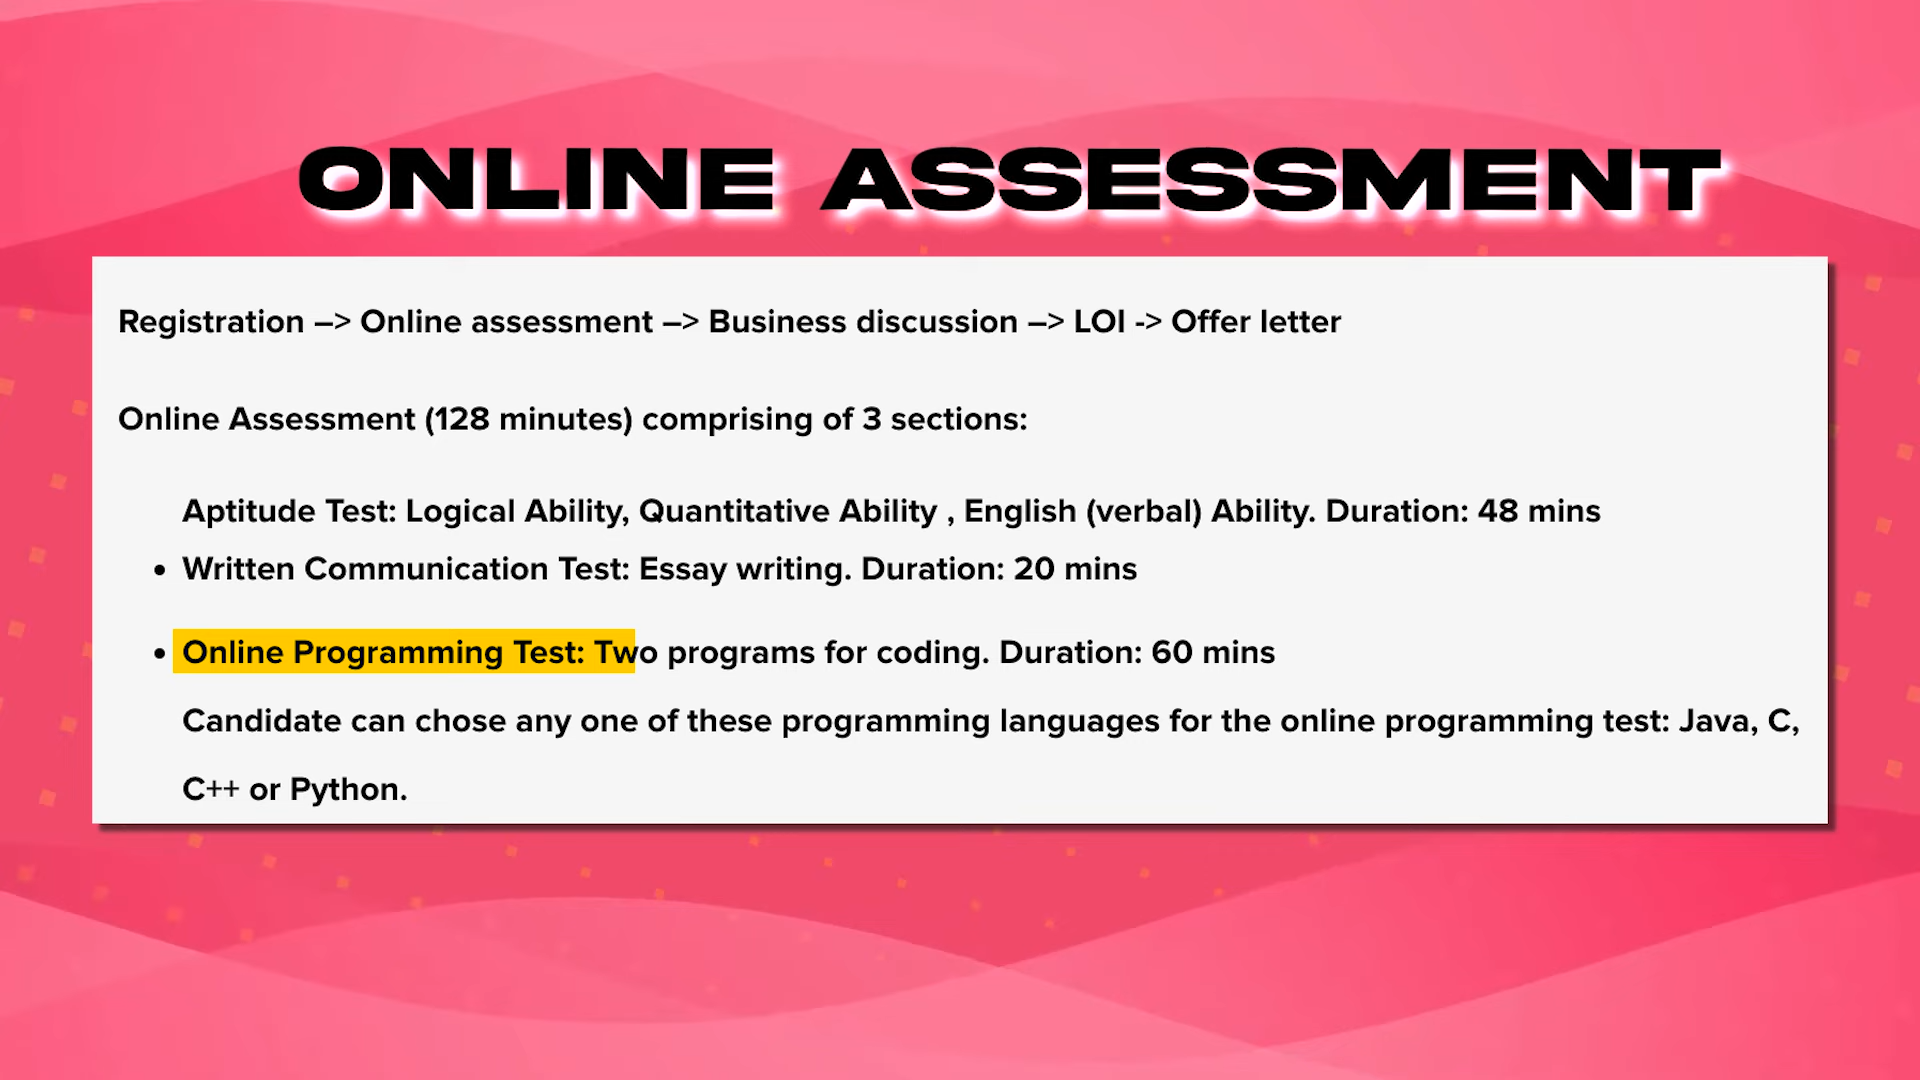 ONLINE ASSESSMENT
Registration –> Online assessment –> Business discussion –> LOI -> Offer letter
Online Assessment (128 minutes) comprising of 3 sections:
Aptitude Test: Logical Ability, Quantitative Ability , English (verbal) Ability. Duration: 48 mins
• Written Communication Test: Essay writing. Duration: 20 mins
• Online Programming Test: Two programs for coding. Duration: 60 mins
Candidate can chose any one of these programming languages for the online programming test: Java, C,
C++ or Python.